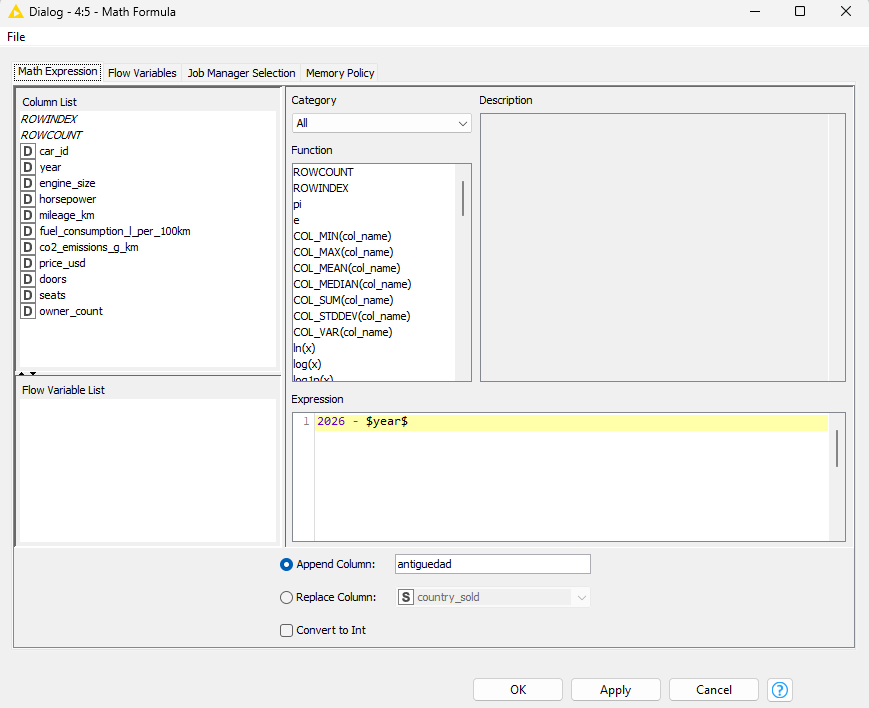 Dialog - 4:5 - Math Formula
File
Math Expression
Flow Variables
Job Manager Selection
Memory Policy
Column List
ROWINDEX
ROWCOUNT
D car_id
D year
D engine_size
D horsepower
D mileage_km
D fuel_consumption_l_per_100km
D co2_emissions_g_km
D price_usd
D doors
D seats
D owner_count
Flow Variable List
Category
All
Function
ROWCOUNT
ROWINDEX
pi
e
COL_MIN(col_name)
COL_MAX(col_name)
COL_MEAN(col_name)
COL_MEDIAN(col_name)
COL_SUM(col_name)
COL_STDDEV(col_name)
COL_VAR(col_name)
ln(x)
log(x)
log1p(x)
Description
Expression
1 2026 - $year$
Append Column: antiguedad
Replace Column: S country_sold
Convert to Int
OK
Apply
Cancel
?